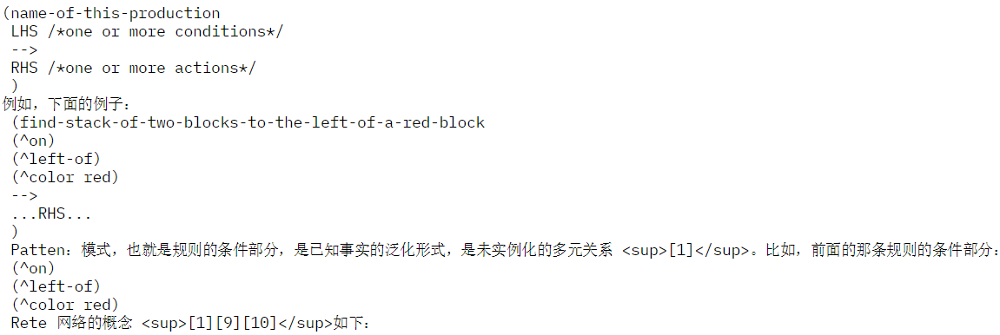 (name-of-this-production
LHS /*one or more conditions*/
-->
RHS /*one or more actions*/
)
例如，下面的例子：
(find-stack-of-two-blocks-to-the-left-of-a-red-block
(^on)
(^left-of)
(^color red)
-->
...RHS...
)
Patten：模式，也就是规则的条件部分，是已知事实的泛化形式，是未实例化的多元关系 <sup>[1]</sup>。比如，前面的那条规则的条件部分：
(^on)
(^left-of)
(^color red)
Rete 网络的概念 <sup>[1][9][10]</sup>如下：